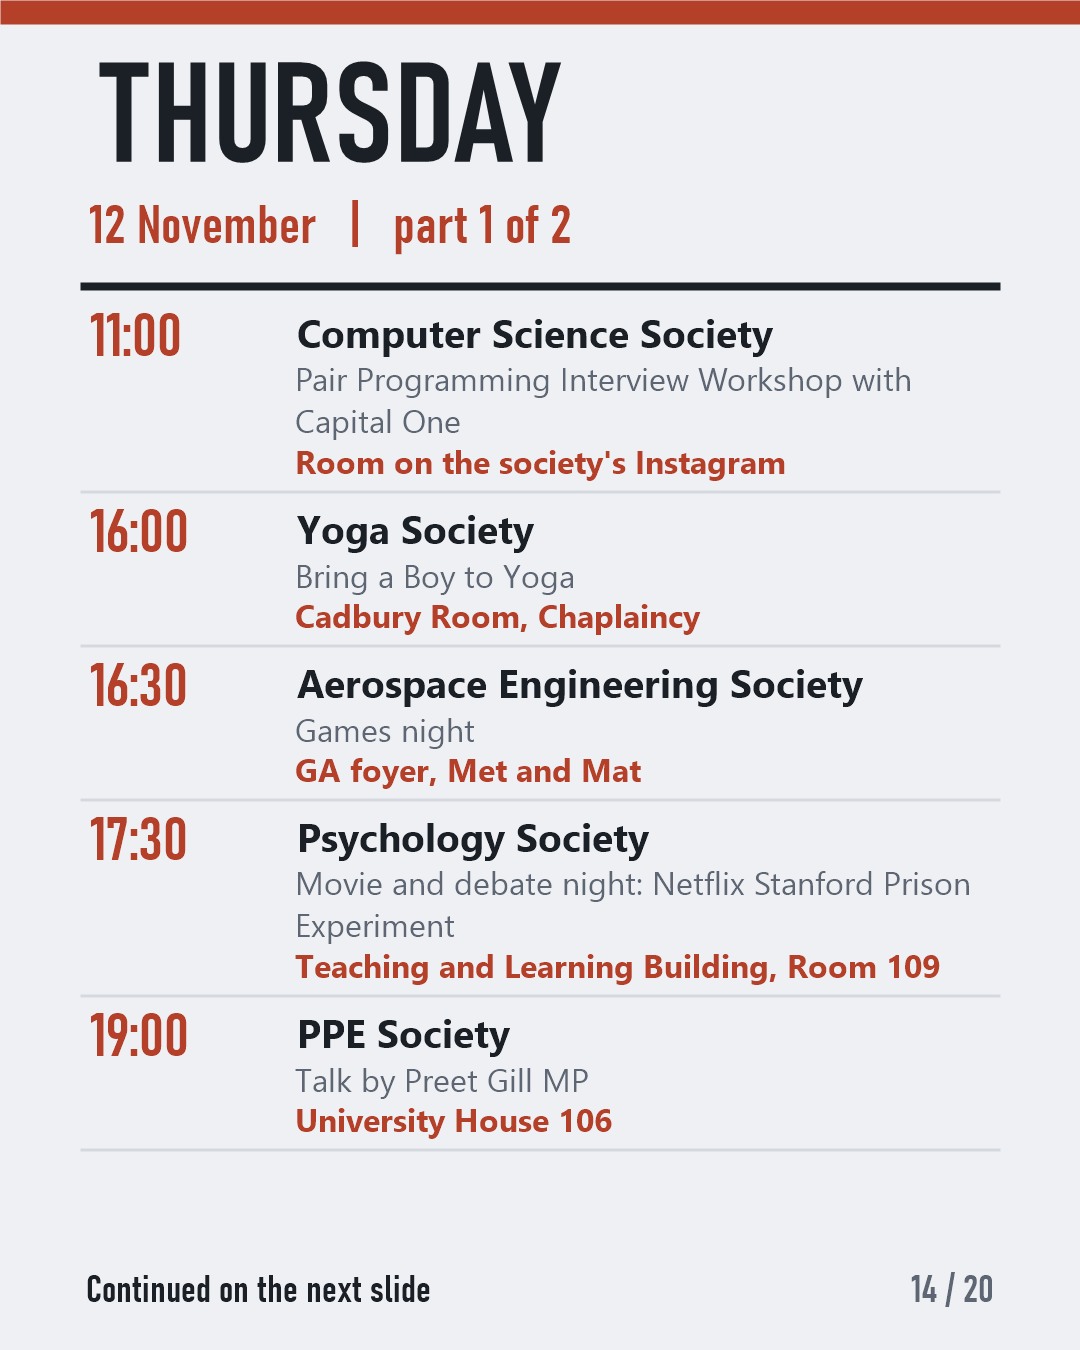 THURSDAY
12 November | part 1 of 2
11:00
Computer Science Society
Pair Programming Interview Workshop with
Capital One
Room on the society's Instagram
16:00
Yoga Society
Bring a Boy to Yoga
Cadbury Room, Chaplaincy
16:30
Aerospace Engineering Society
Games night
GA foyer, Met and Mat
17:30
Psychology Society
Movie and debate night: Netflix Stanford Prison
Experiment
Teaching and Learning Building, Room 109
19:00
PPE Society
Talk by Preet Gill MP
University House 106
Continued on the next slide
14 / 20